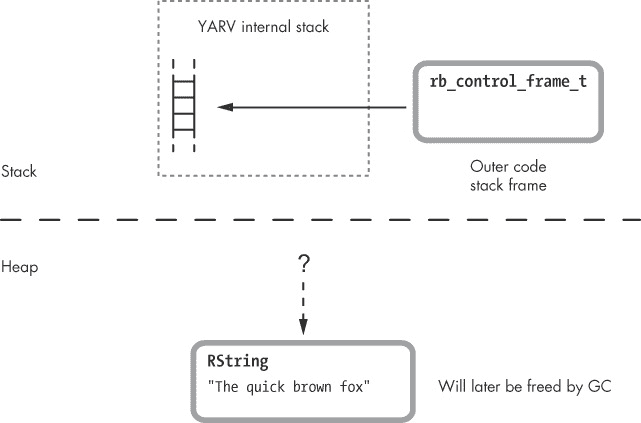 YARV internal stack
rb_control_frame_t
Outer code
stack frame
Stack
Heap
?
RString
"The quick brown fox"
Will later be freed by GC